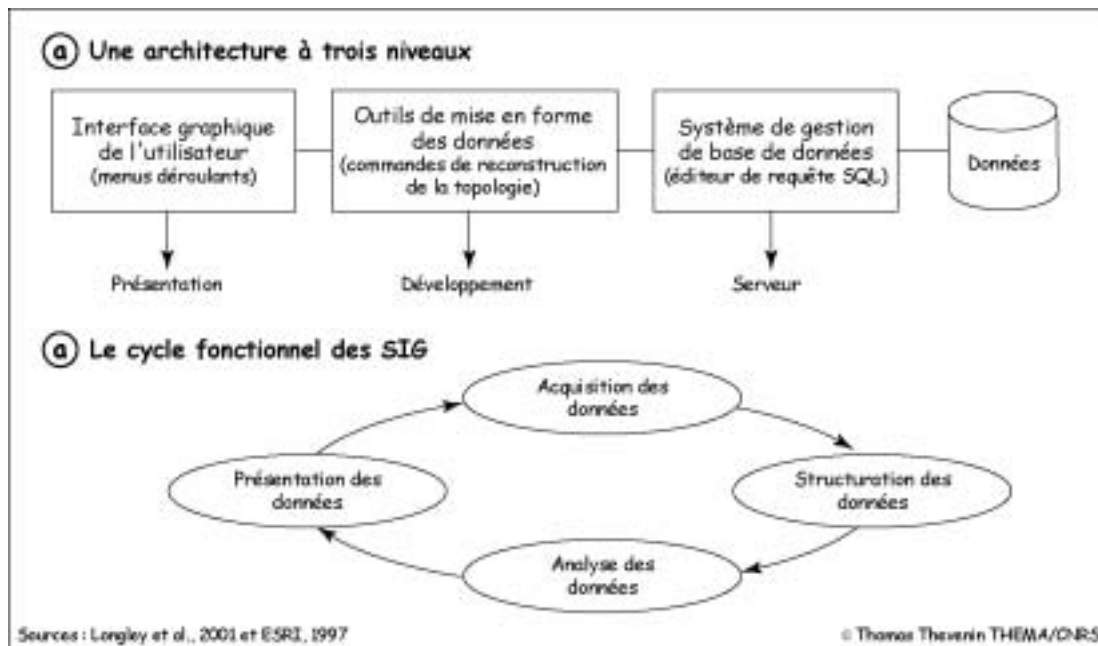 a Une architecture à trois niveaux
Interface graphique
de l'utilisateur
(menus déroulants)
Outils de mise en forme
des données
(commandes de reconstruction
de la topologie)
Système de gestion
de base de données
(éditeur de requête SQL)
Données
Présentation
Développement
Serveur
a Le cycle fonctionnel des SIG
Acquisition des
données
Présentation des
données
Structuration des
données
Analyse des
données
Sources : Longley et al., 2001 et ESRI, 1997
© Thomas Thevenin THEMA/CNRS